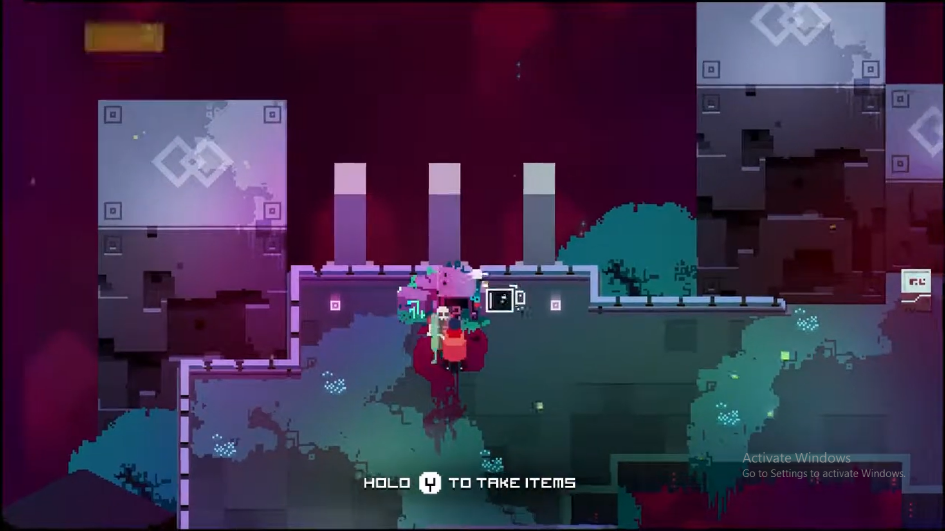 HOLD Y TO TAKE ITEMS
Activate Windows
Go to Settings to activate Windows.